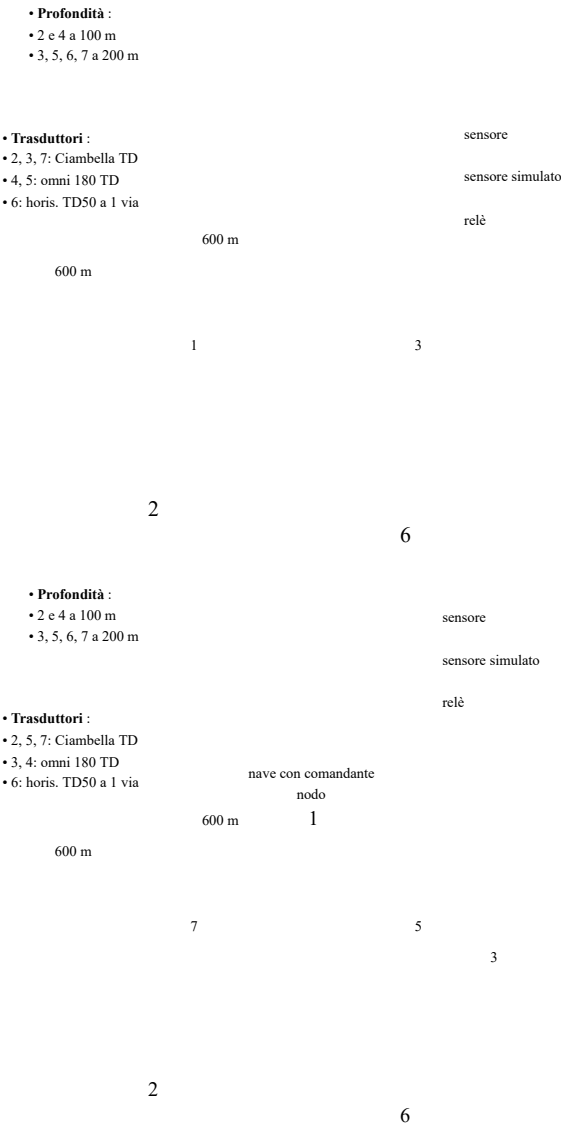 • Profondità :
• 2 e 4 a 100 m
• 3, 5, 6, 7 a 200 m
• Trasduttori :
• 2, 3, 7: Ciambella TD
• 4, 5: omni 180 TD
• 6: horis. TD50 a 1 via
sensore
sensore simulato
relè
600 m
600 m
1
3
2
6
• Profondità :
• 2 e 4 a 100 m
• 3, 5, 6, 7 a 200 m
sensore
sensore simulato
relè
• Trasduttori :
• 2, 5, 7: Ciambella TD
• 3, 4: omni 180 TD
• 6: horis. TD50 a 1 via
nave con comandante
nodo
600 m
1
600 m
7
5
3
2
6